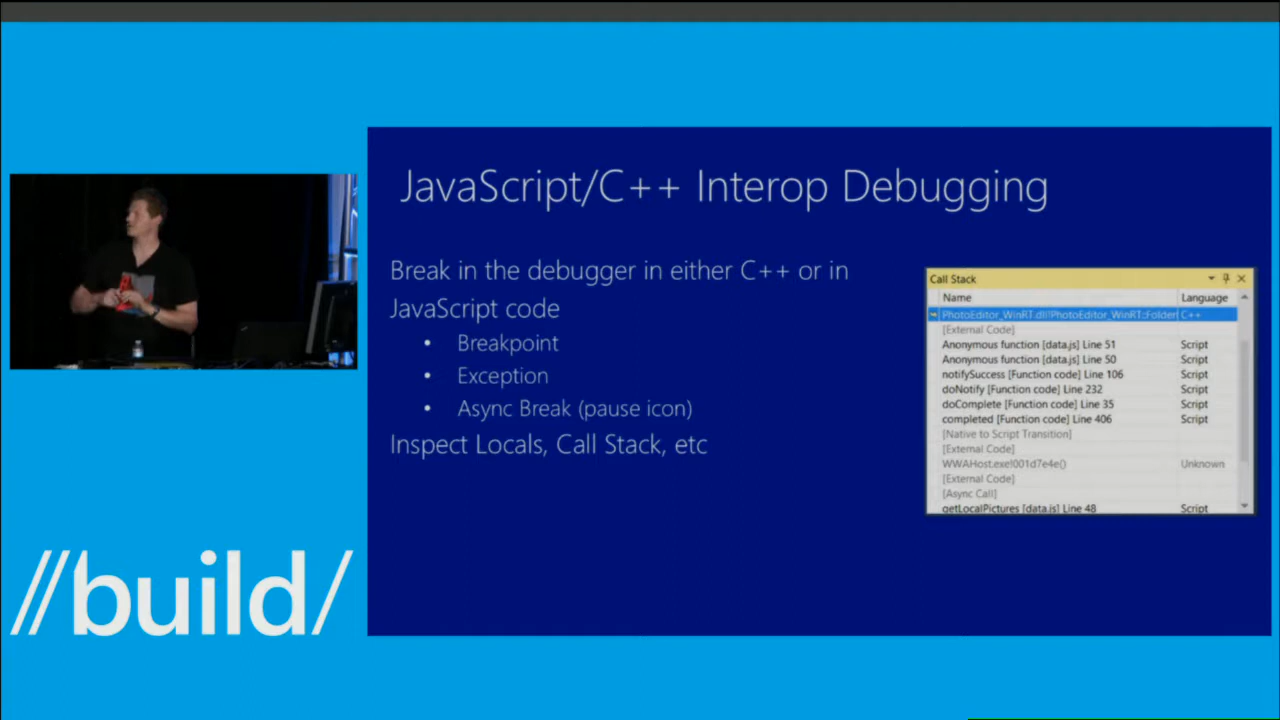 JavaScript/C++ Interop Debugging
Break in the debugger in either C++ or in
JavaScript code
• Breakpoint
• Exception
• Async Break (pause icon)
Inspect Locals, Call Stack, etc
Call Stack
Name Language
PhotoEditor_WinRT.dll!PhotoEditor_WinRT::Folder C++
[External Code]
Anonymous function [data.js] Line 51 Script
Anonymous function [data.js] Line 50 Script
notifySuccess [Function code] Line 106 Script
doNotify [Function code] Line 232 Script
doComplete [Function code] Line 35 Script
completed [Function code] Line 406 Script
[Native to Script Transition]
[External Code]
WWAHost.exe!001d7e4e() Unknown
[External Code]
[Async Call]
getLocalPictures [data.js] Line 48 Script
//build/